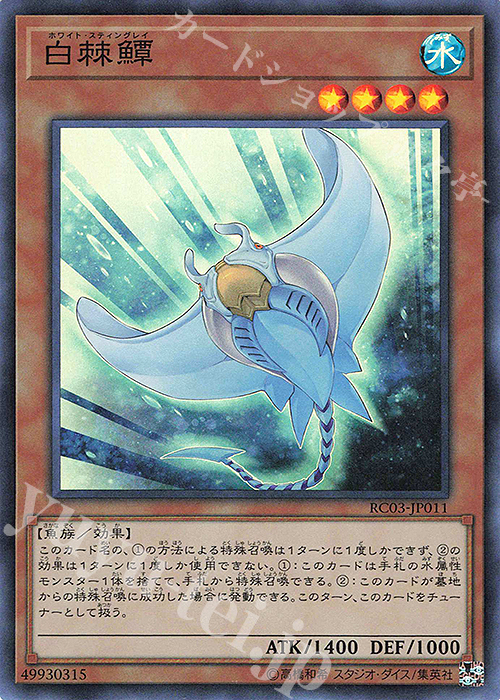 ホワイト・スティングレイ
白棘鱏
水
カードショップ
亭
RC03-JP011
【魚族/効果】
このカード名の、①の方法による特殊召喚は1ターンに1度しかできず、②の
効果は1ターンに1度しか使用できない。①:このカードは手札の水属性
モンスター1体を捨てて、手札から特殊召喚できる。②:このカードが墓地
からの特殊召喚に成功した場合に発動できる。このターン、このカードをチュ
ーナーとして扱う。
ATK/1400 DEF/1000
49930315
©高橋和希 スタジオ・ダイス/集英社